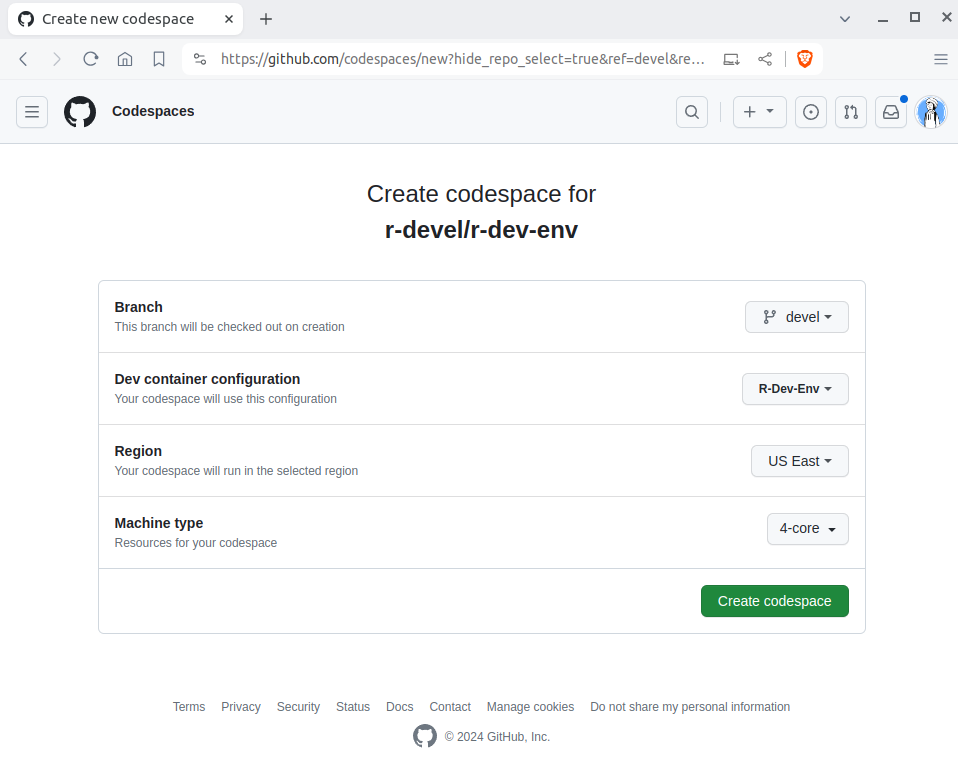 Create new codespace
https://github.com/codespaces/new?hide_repo_select=true&ref=devel&re...
Codespaces
Create codespace for
r-devel/r-dev-env
Branch
This branch will be checked out on creation
devel
Dev container configuration
Your codespace will use this configuration
R-Dev-Env
Region
Your codespace will run in the selected region
US East
Machine type
Resources for your codespace
4-core
Create codespace
Terms Privacy Security Status Docs Contact Manage cookies Do not share my personal information
© 2024 GitHub, Inc.